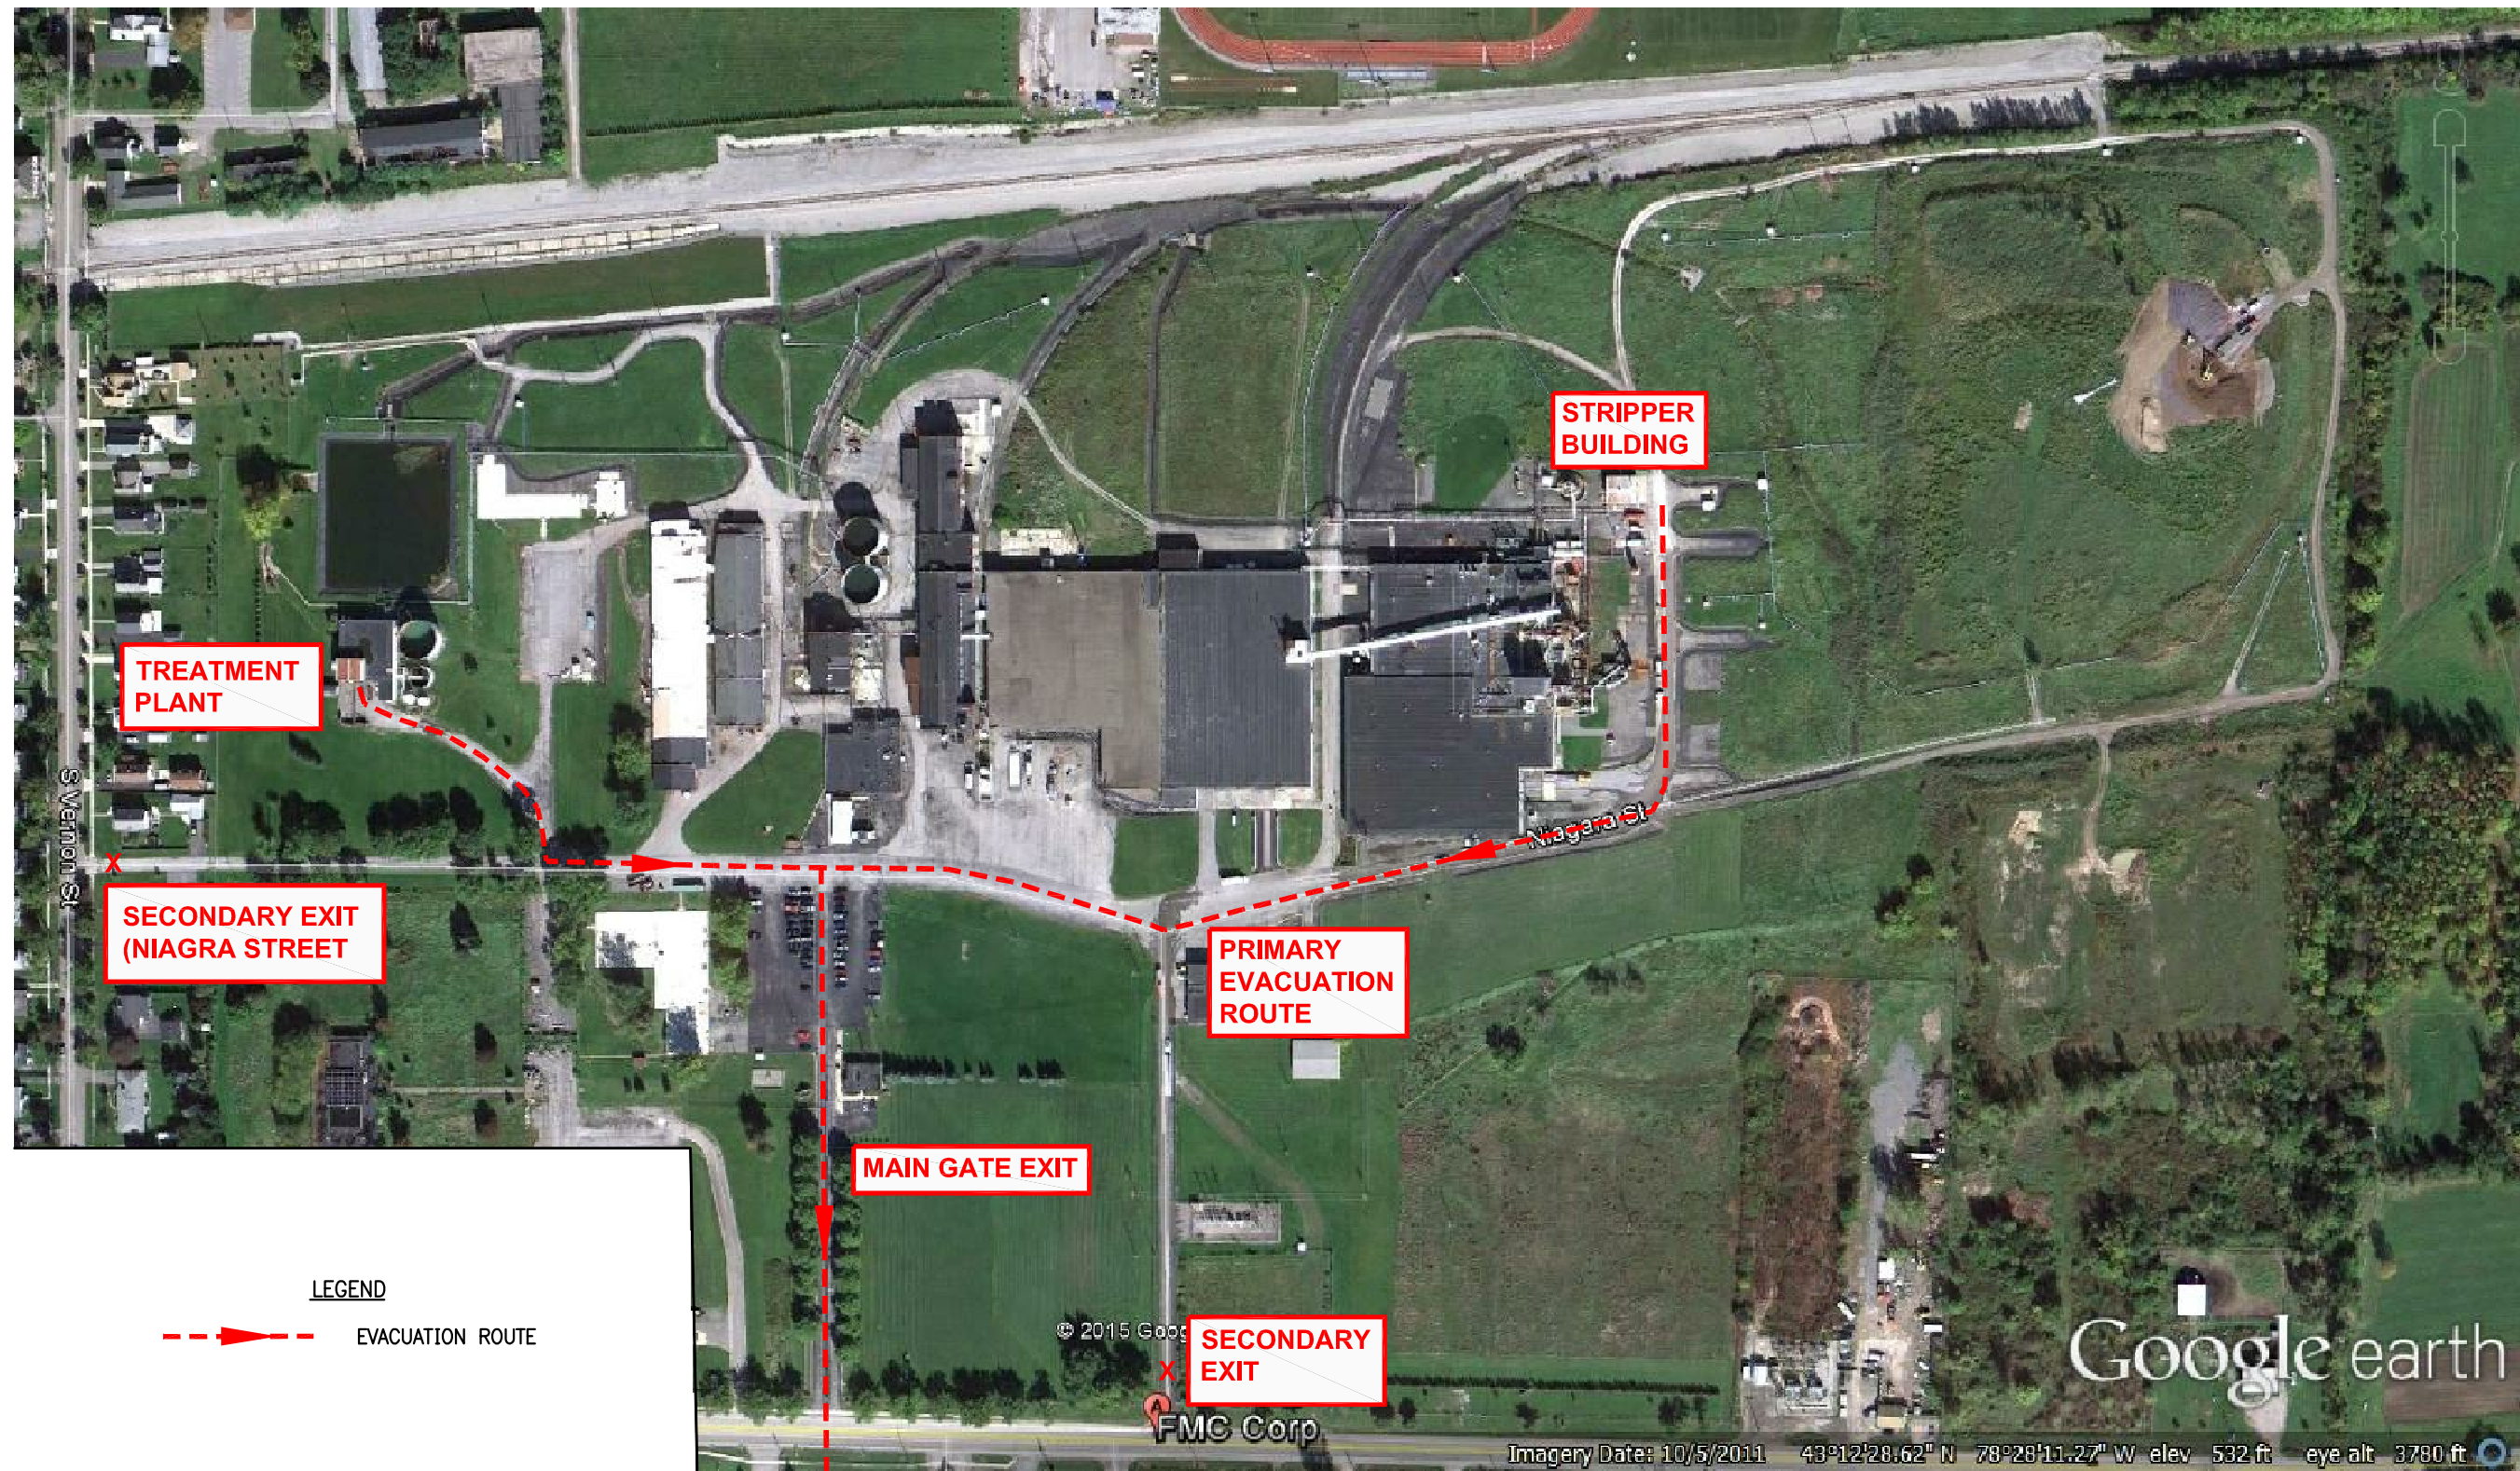 STRIPPER
BUILDING
TREATMENT
PLANT
S Vernon St
Niagara St
SECONDARY EXIT
(NIAGRA STREET
X
PRIMARY
EVACUATION
ROUTE
MAIN GATE EXIT
LEGEND
EVACUATION ROUTE
© 2015 Goog
SECONDARY
EXIT
X
A
FMC Corp
Google earth
Imagery Date: 10/5/2011 43°12'28.62" N 78°28'11.27" W elev 532 ft eye alt 3780 ft